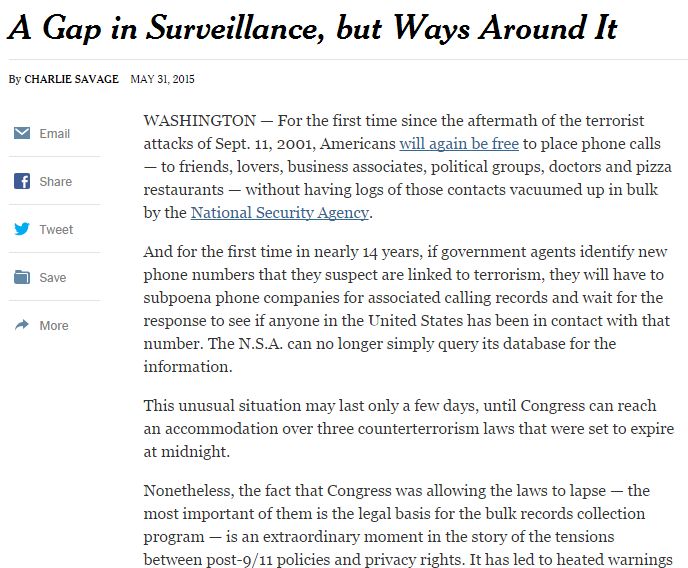 A Gap in Surveillance, but Ways Around It
By CHARLIE SAVAGE MAY 31, 2015
Email
Share
Tweet
Save
More
WASHINGTON — For the first time since the aftermath of the terrorist
attacks of Sept. 11, 2001, Americans will again be free to place phone calls
— to friends, lovers, business associates, political groups, doctors and pizza
restaurants — without having logs of those contacts vacuumed up in bulk
by the National Security Agency.
And for the first time in nearly 14 years, if government agents identify new
phone numbers that they suspect are linked to terrorism, they will have to
subpoena phone companies for associated calling records and wait for the
response to see if anyone in the United States has been in contact with that
number. The N.S.A. can no longer simply query its database for the
information.
This unusual situation may last only a few days, until Congress can reach
an accommodation over three counterterrorism laws that were set to expire
at midnight.
Nonetheless, the fact that Congress was allowing the laws to lapse — the
most important of them is the legal basis for the bulk records collection
program — is an extraordinary moment in the story of the tensions
between post-9/11 policies and privacy rights. It has led to heated warnings